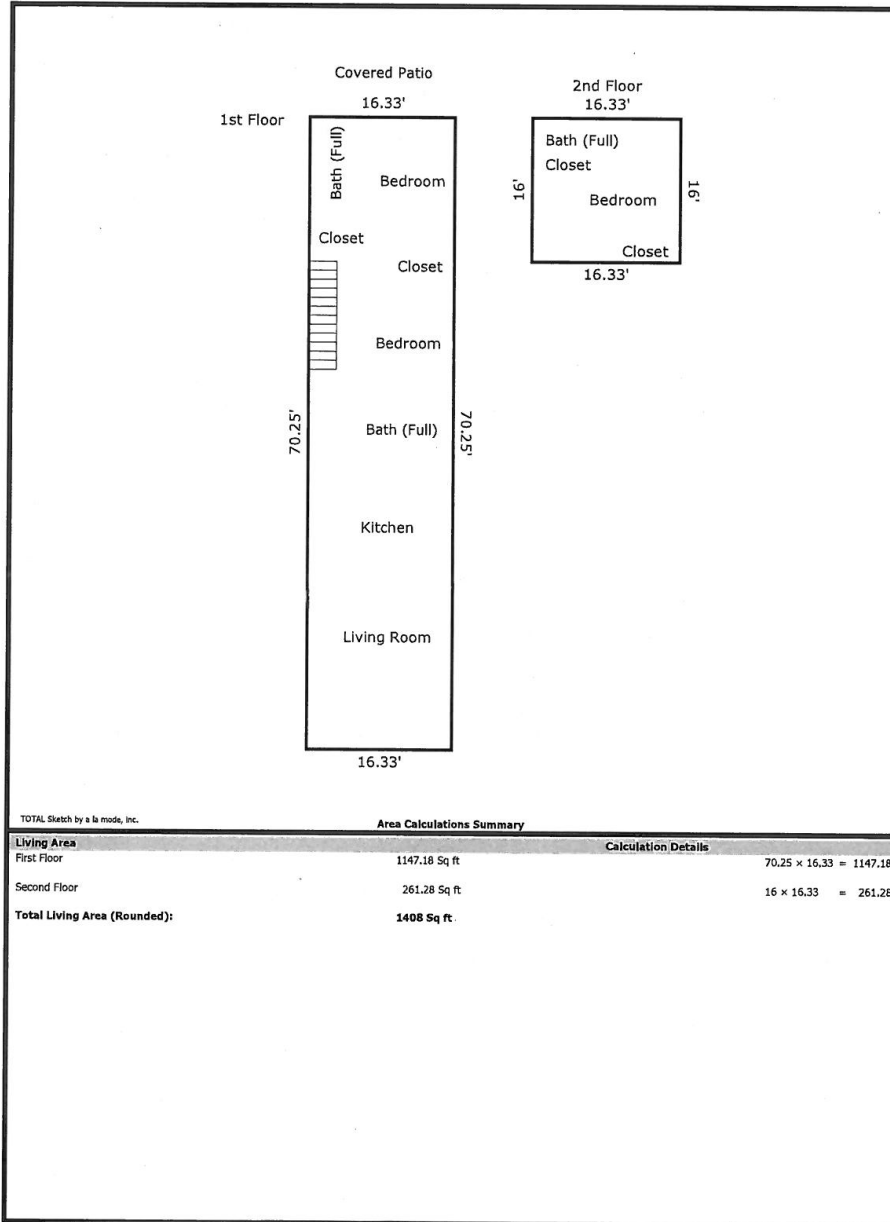 Covered Patio
16.33'
1st Floor
Bath (Full)
Bedroom
Closet
Closet
Bedroom
70.25'
70.25'
Bath (Full)
Kitchen
Living Room
16.33'
2nd Floor
16.33'
Bath (Full)
Closet
16'
16'
Bedroom
Closet
16.33'
TOTAL Sketch by a la mode, inc.
Area Calculations Summary
Living Area Calculation Details
First Floor 1147.18 Sq ft 70.25 × 16.33 = 1147.18
Second Floor 261.28 Sq ft 16 × 16.33 = 261.28
Total Living Area (Rounded): 1408 Sq ft